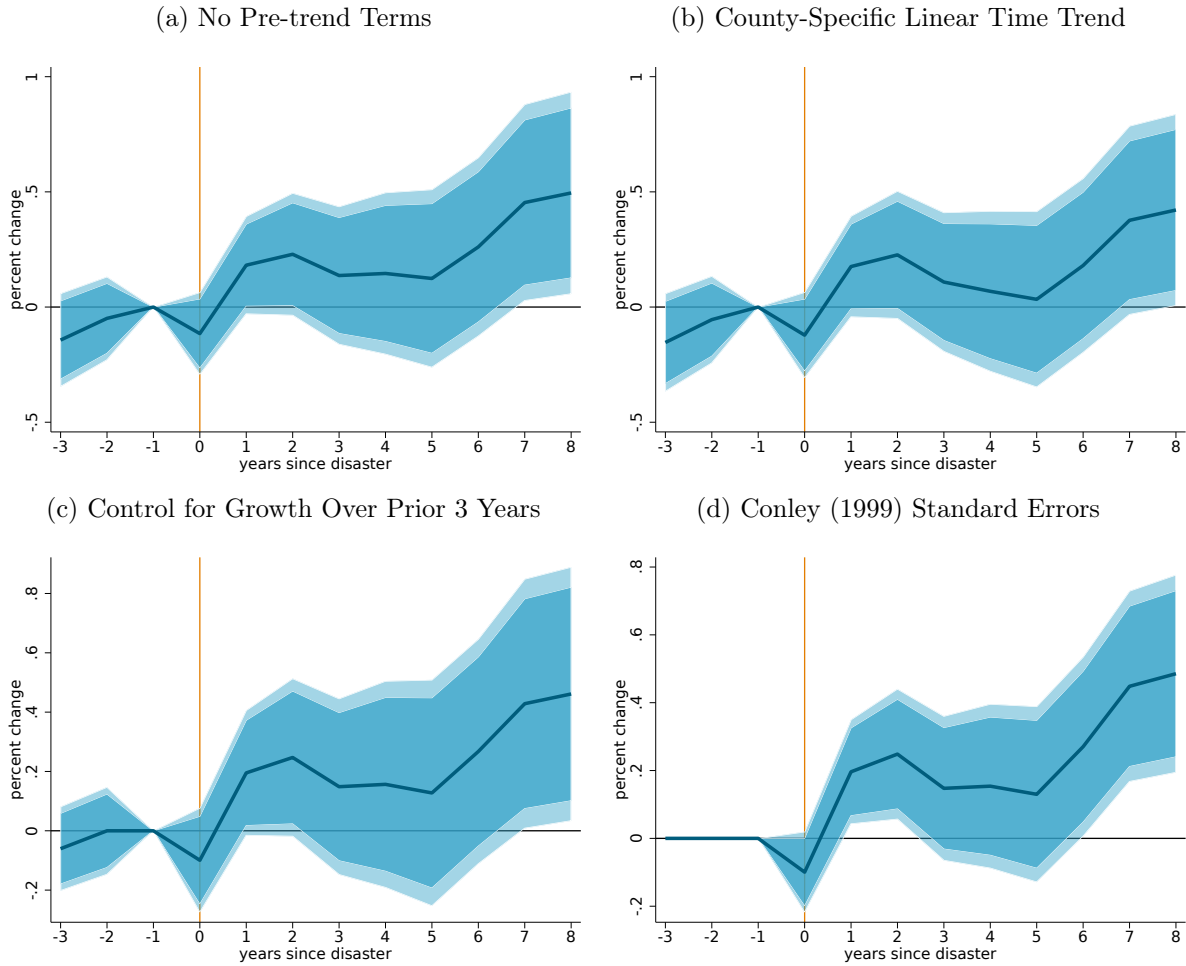 (a) No Pre-trend Terms
percent change
1
.5
0
-.5
-3 -2 -1 0 1 2 3 4 5 6 7 8
years since disaster
(b) County-Specific Linear Time Trend
percent change
1
.5
0
-.5
-3 -2 -1 0 1 2 3 4 5 6 7 8
years since disaster
(c) Control for Growth Over Prior 3 Years
percent change
.8
.6
.4
.2
0
-.2
-3 -2 -1 0 1 2 3 4 5 6 7 8
years since disaster
(d) Conley (1999) Standard Errors
percent change
.8
.6
.4
.2
0
-.2
-3 -2 -1 0 1 2 3 4 5 6 7 8
years since disaster